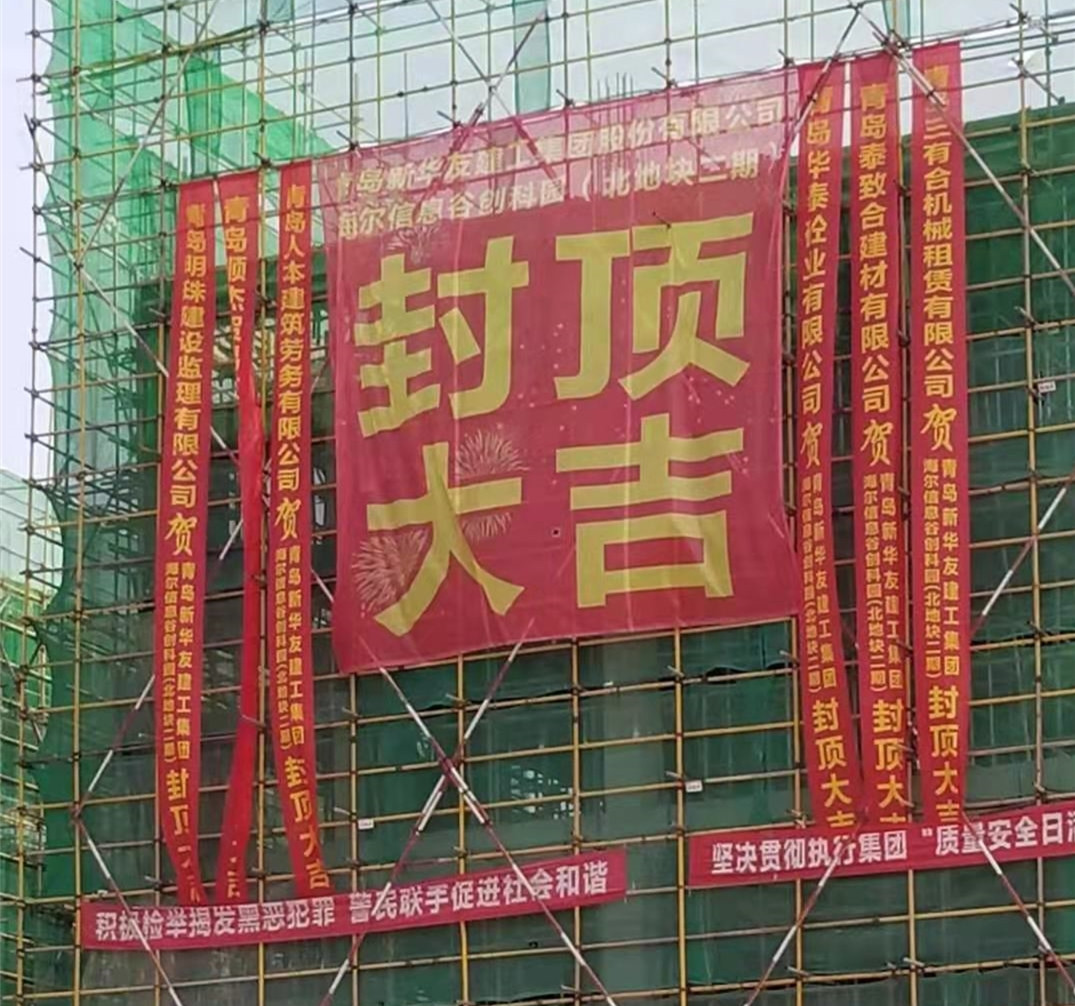 青岛新华友建工集团股份有限公司
海尔信息谷创科园（北地块二期）
封顶
大吉
青岛明珠建设监理有限公司 贺 青岛新华友建工集团 海尔信息谷创科园(北地块二期) 封顶
青岛顶
青岛人本建筑劳务有限公司 贺 青岛新华友建工集团 海尔信息谷创科园(北地块二期) 封顶大吉
青岛华泰砼业有限公司 贺 青岛新华友建工集团 海尔信息谷创科园(北地块二期) 封顶大吉
青岛泰致合建材有限公司 贺 青岛新华友建工集团 海尔信息谷创科园(北地块二期) 封顶大吉
青三有合机械租赁有限公司 贺 青岛新华友建工集团 海尔信息谷创科园(北地块二期) 封顶大吉
积极检举揭发黑恶犯罪 警民联手促进社会和谐
坚决贯彻执行集团“质量安全日